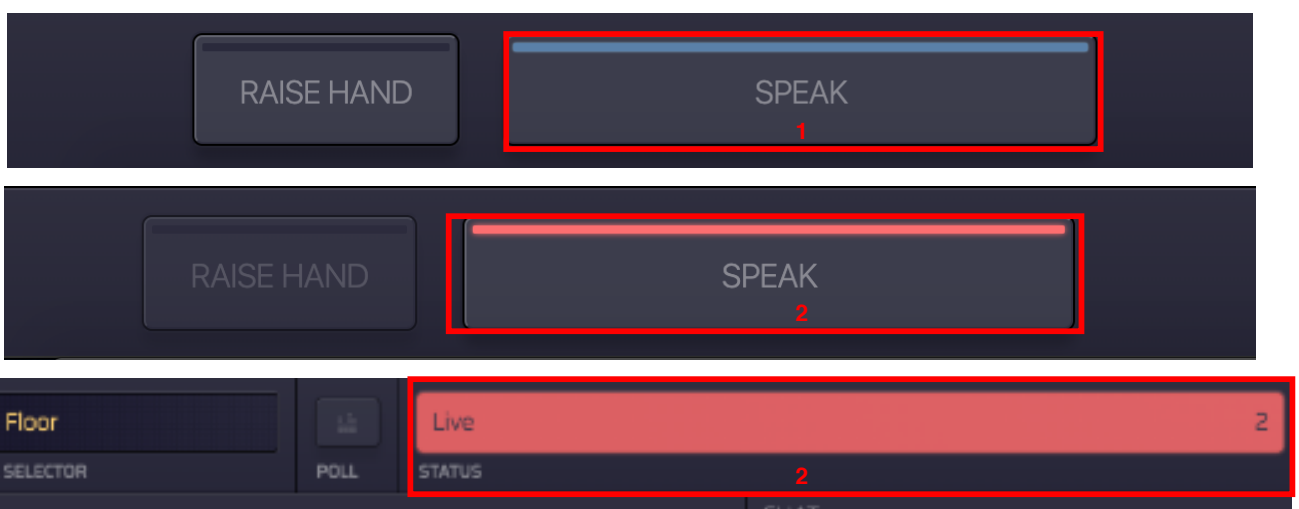 RAISE HAND SPEAK
1
RAISE HAND SPEAK
2
Floor Live 2
SELECTOR POLL STATUS 2